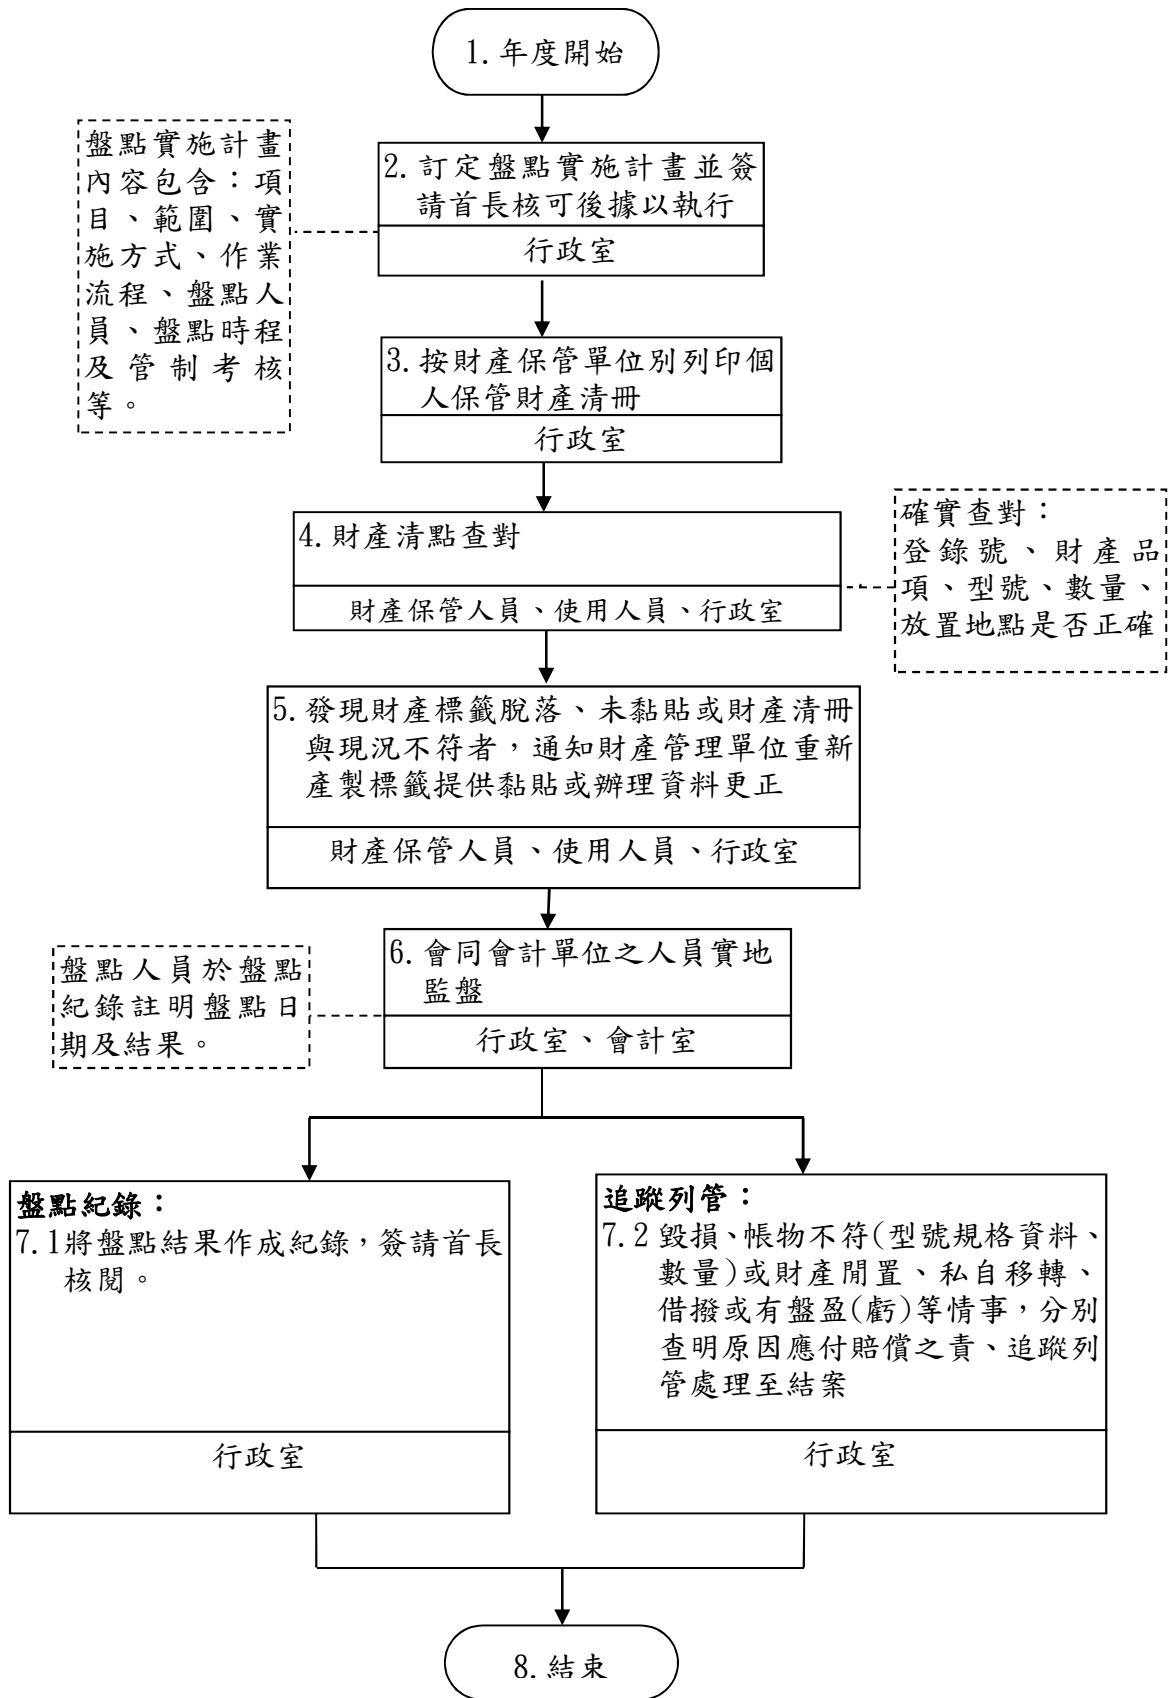 1.年度開始
盤點實施計畫
內容包含：項
目、範圍、實
施方式、作業
流程、盤點人
員、盤點時程
及管制考核
等。
2.訂定盤點實施計畫並簽
請首長核可後據以執行
行政室
3.按財產保管單位別列印個
人保管財產清冊
行政室
4.財產清點查對
財產保管人員、使用人員、行政室
確實查對：
登錄號、財產品
項、型號、數量、
放置地點是否正確
5.發現財產標籤脫落、未黏貼或財產清冊
與現況不符者，通知財產管理單位重新
產製標籤提供黏貼或辦理資料更正
財產保管人員、使用人員、行政室
6.會同會計單位之人員實地
監盤
行政室、會計室
盤點人員於盤點
紀錄註明盤點日
期及結果。
盤點紀錄：
7.1將盤點結果作成紀錄，簽請首長
核閱。
行政室
追蹤列管：
7.2毀損、帳物不符(型號規格資料、
數量)或財產閒置、私自移轉、
借撥或有盤盈(虧)等情事，分別
查明原因應付賠償之責、追蹤列
管處理至結案
行政室
8.結束